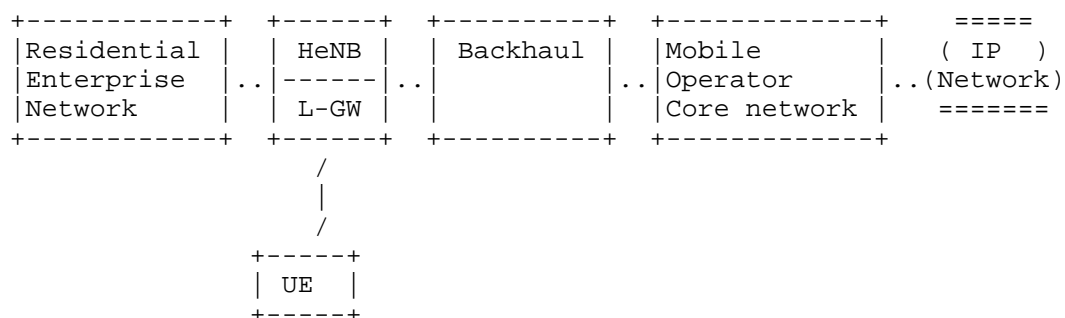 +------------+ +------+ +----------+ +-------------+ =====
|Residential | | HeNB | | Backhaul | |Mobile | ( IP )
|Enterprise |..|------|..| |..|Operator |..(Network)
|Network | | L-GW | | | |Core network | =======
+------------+ +------+ +----------+ +-------------+
/
|
/
+-----+
| UE |
+-----+